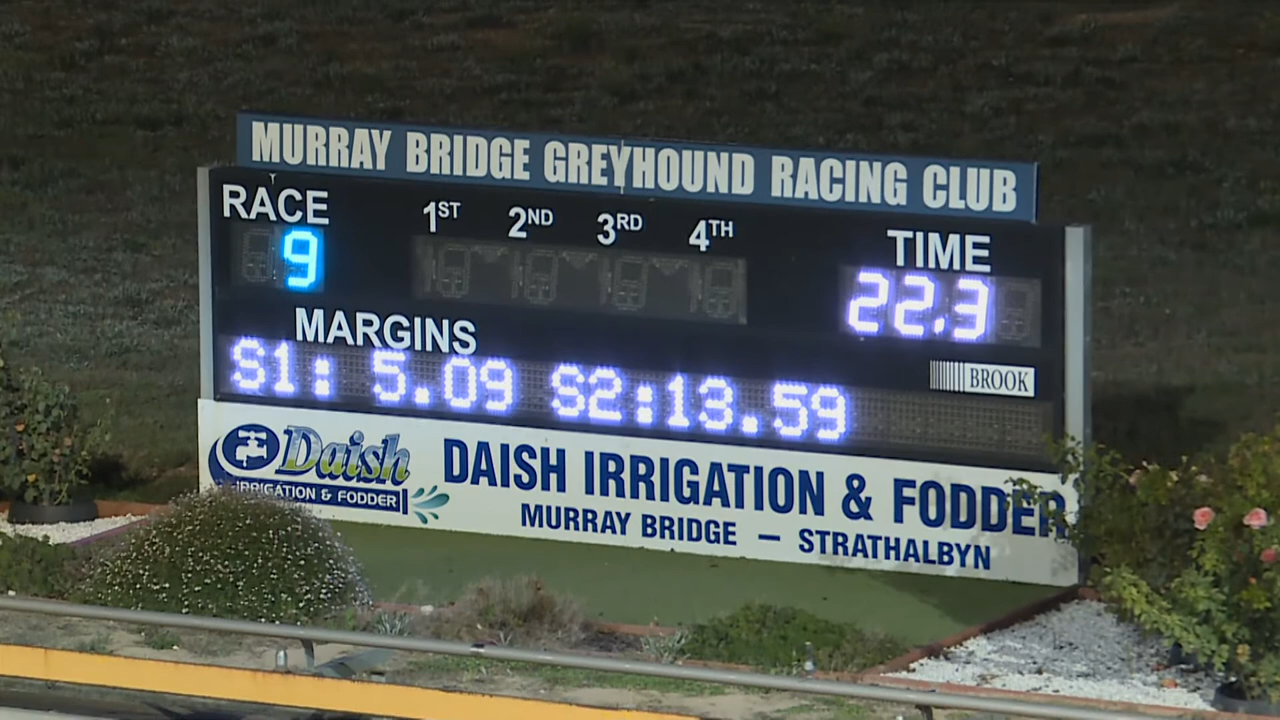 MURRAY BRIDGE GREYHOUND RACING CLUB
RACE 1ST 2ND 3RD 4TH TIME
9 22.3
MARGINS
S1: 5.09 S2:13.59
BROOK
Daish
IRRIGATION & FODDER
DAISH IRRIGATION & FODDER
MURRAY BRIDGE – STRATHALBYN